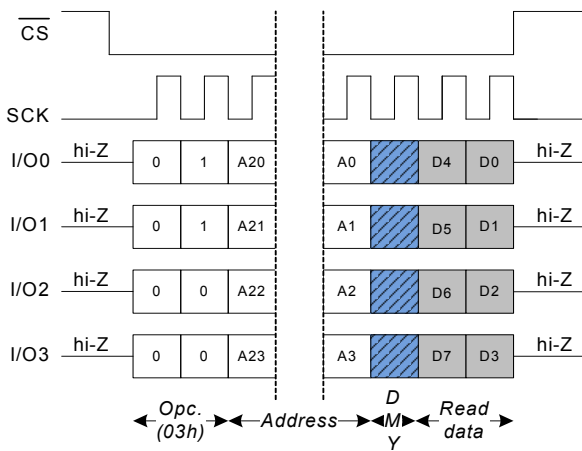 CS
SCK
I/O0 hi-Z 0 1 A20 A0 D4 D0 hi-Z
I/O1 hi-Z 0 1 A21 A1 D5 D1 hi-Z
I/O2 hi-Z 0 0 A22 A2 D6 D2 hi-Z
I/O3 hi-Z 0 0 A23 A3 D7 D3 hi-Z
Opc.
(03h)
Address
D
M
Y
Read
data